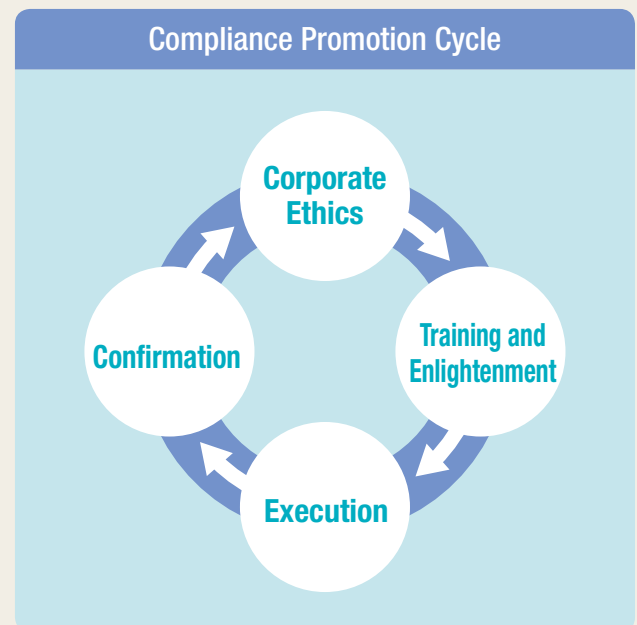 Compliance Promotion Cycle
Corporate
Ethics
Training and
Enlightenment
Execution
Confirmation